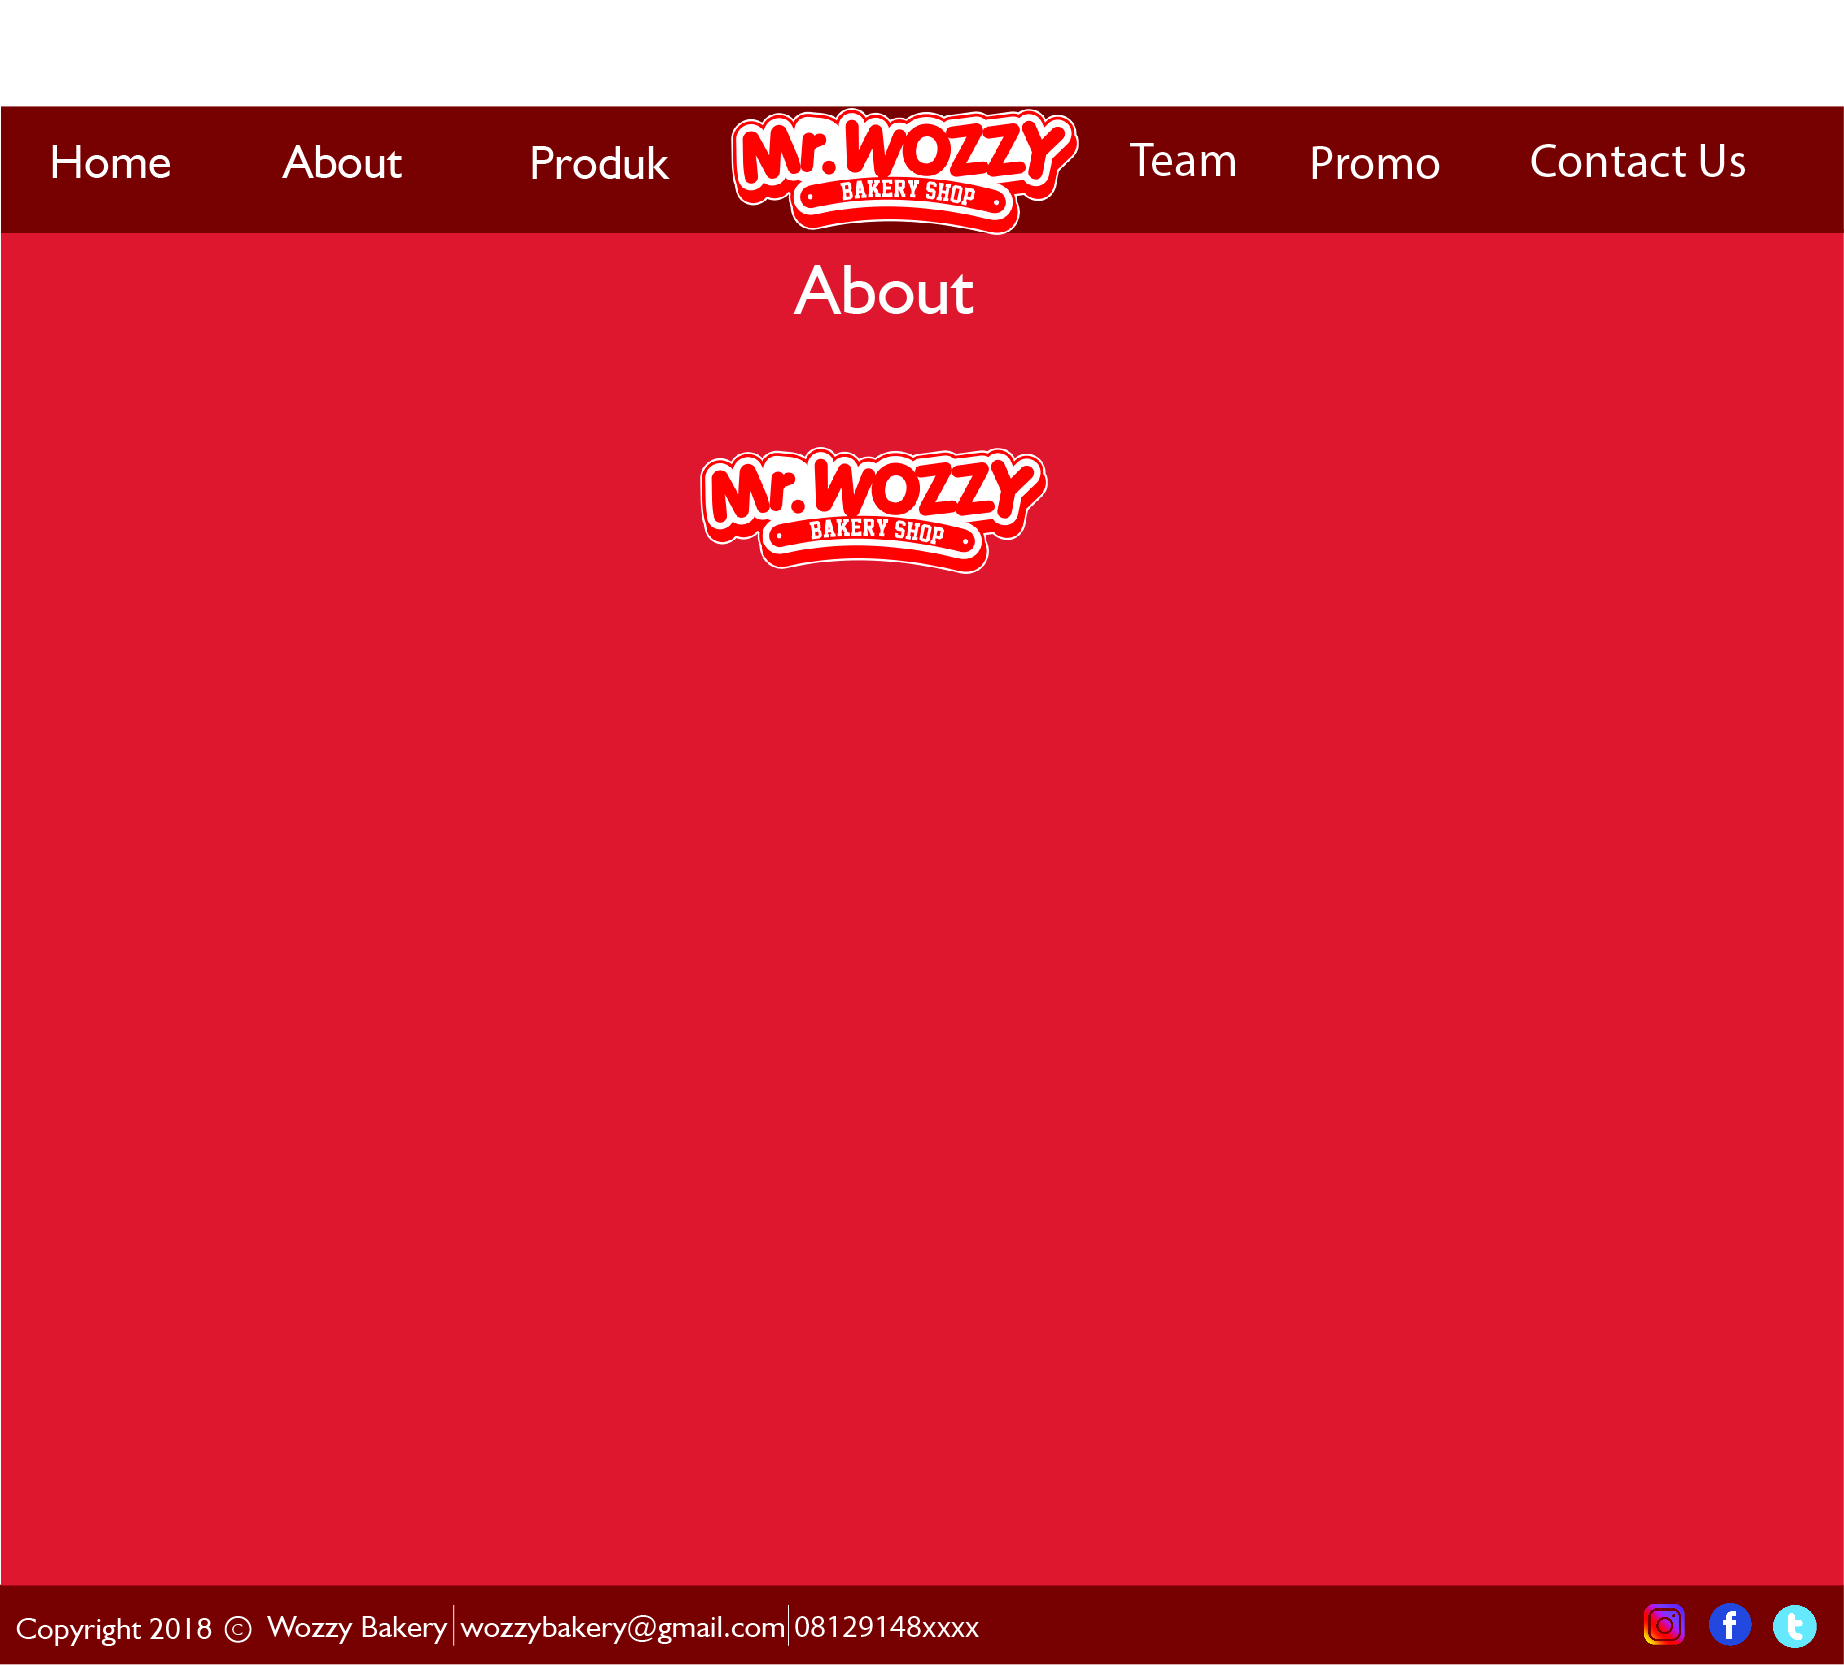 Home About Produk Mr. WOZZY Team Promo Contact Us
BAKERY SHOP
About
Mr. WOZZY
BAKERY SHOP
Copyright 2018 © Wozzy Bakery wozzybakery@gmail.com 08129148xxxx